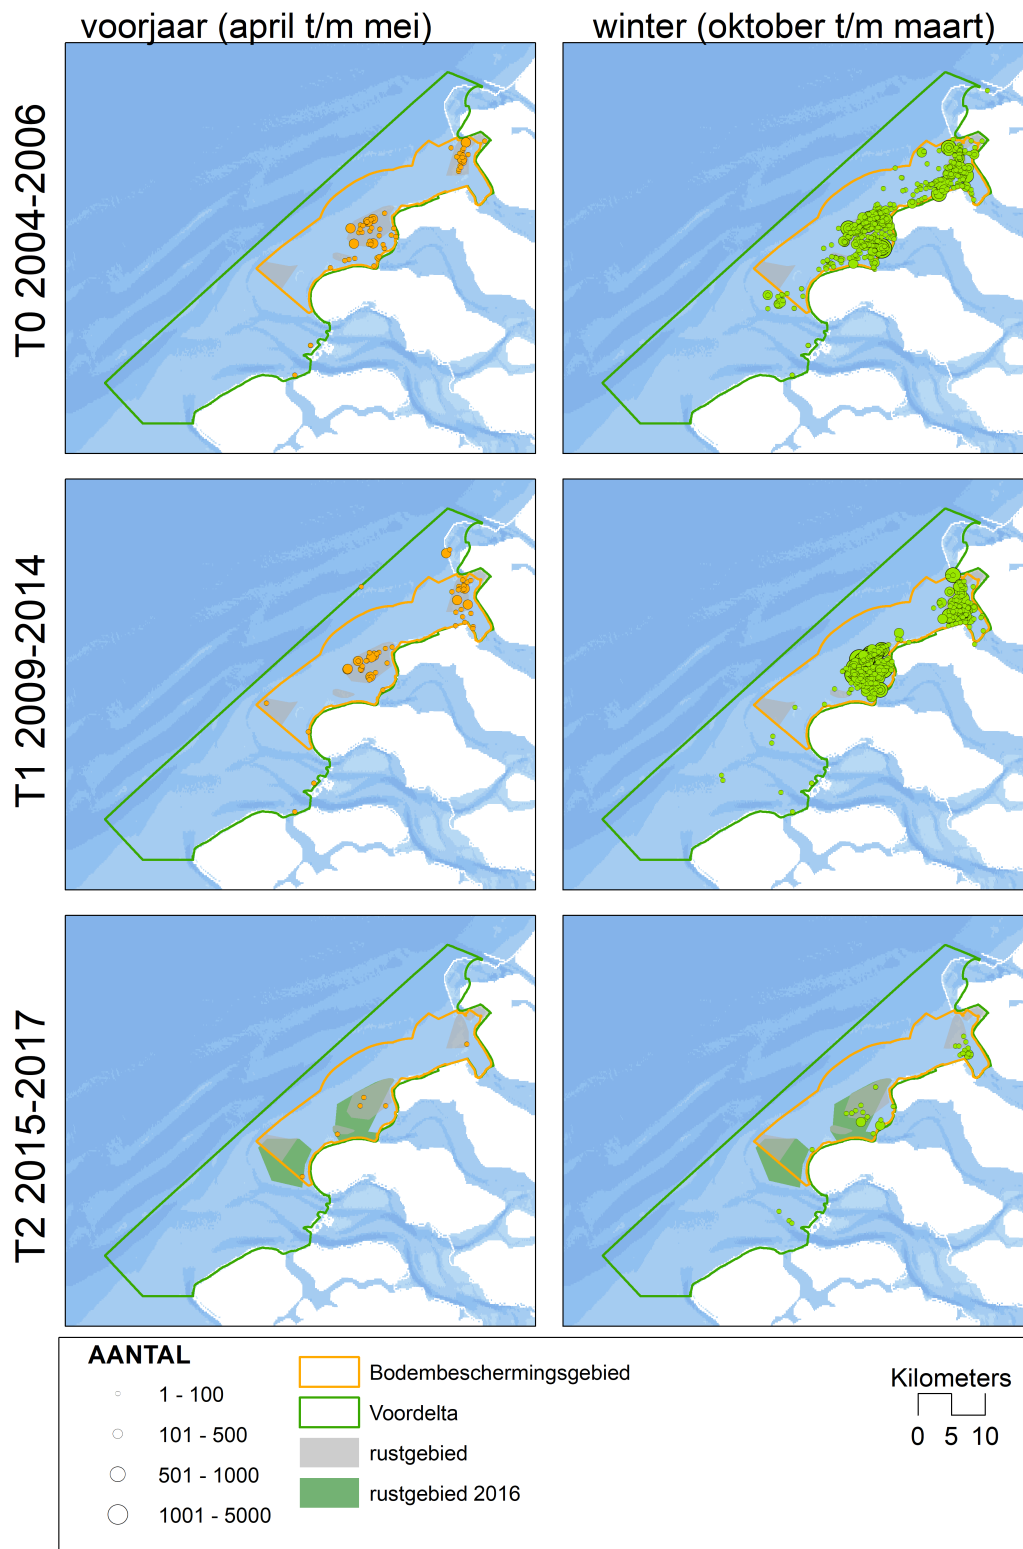 voorjaar (april t/m mei)
winter (oktober t/m maart)
T0 2004-2006
T1 2009-2014
T2 2015-2017
AANTAL
1 - 100
101 - 500
501 - 1000
1001 - 5000
Bodembeschermingsgebied
Voordelta
rustgebied
rustgebied 2016
Kilometers
0 5 10